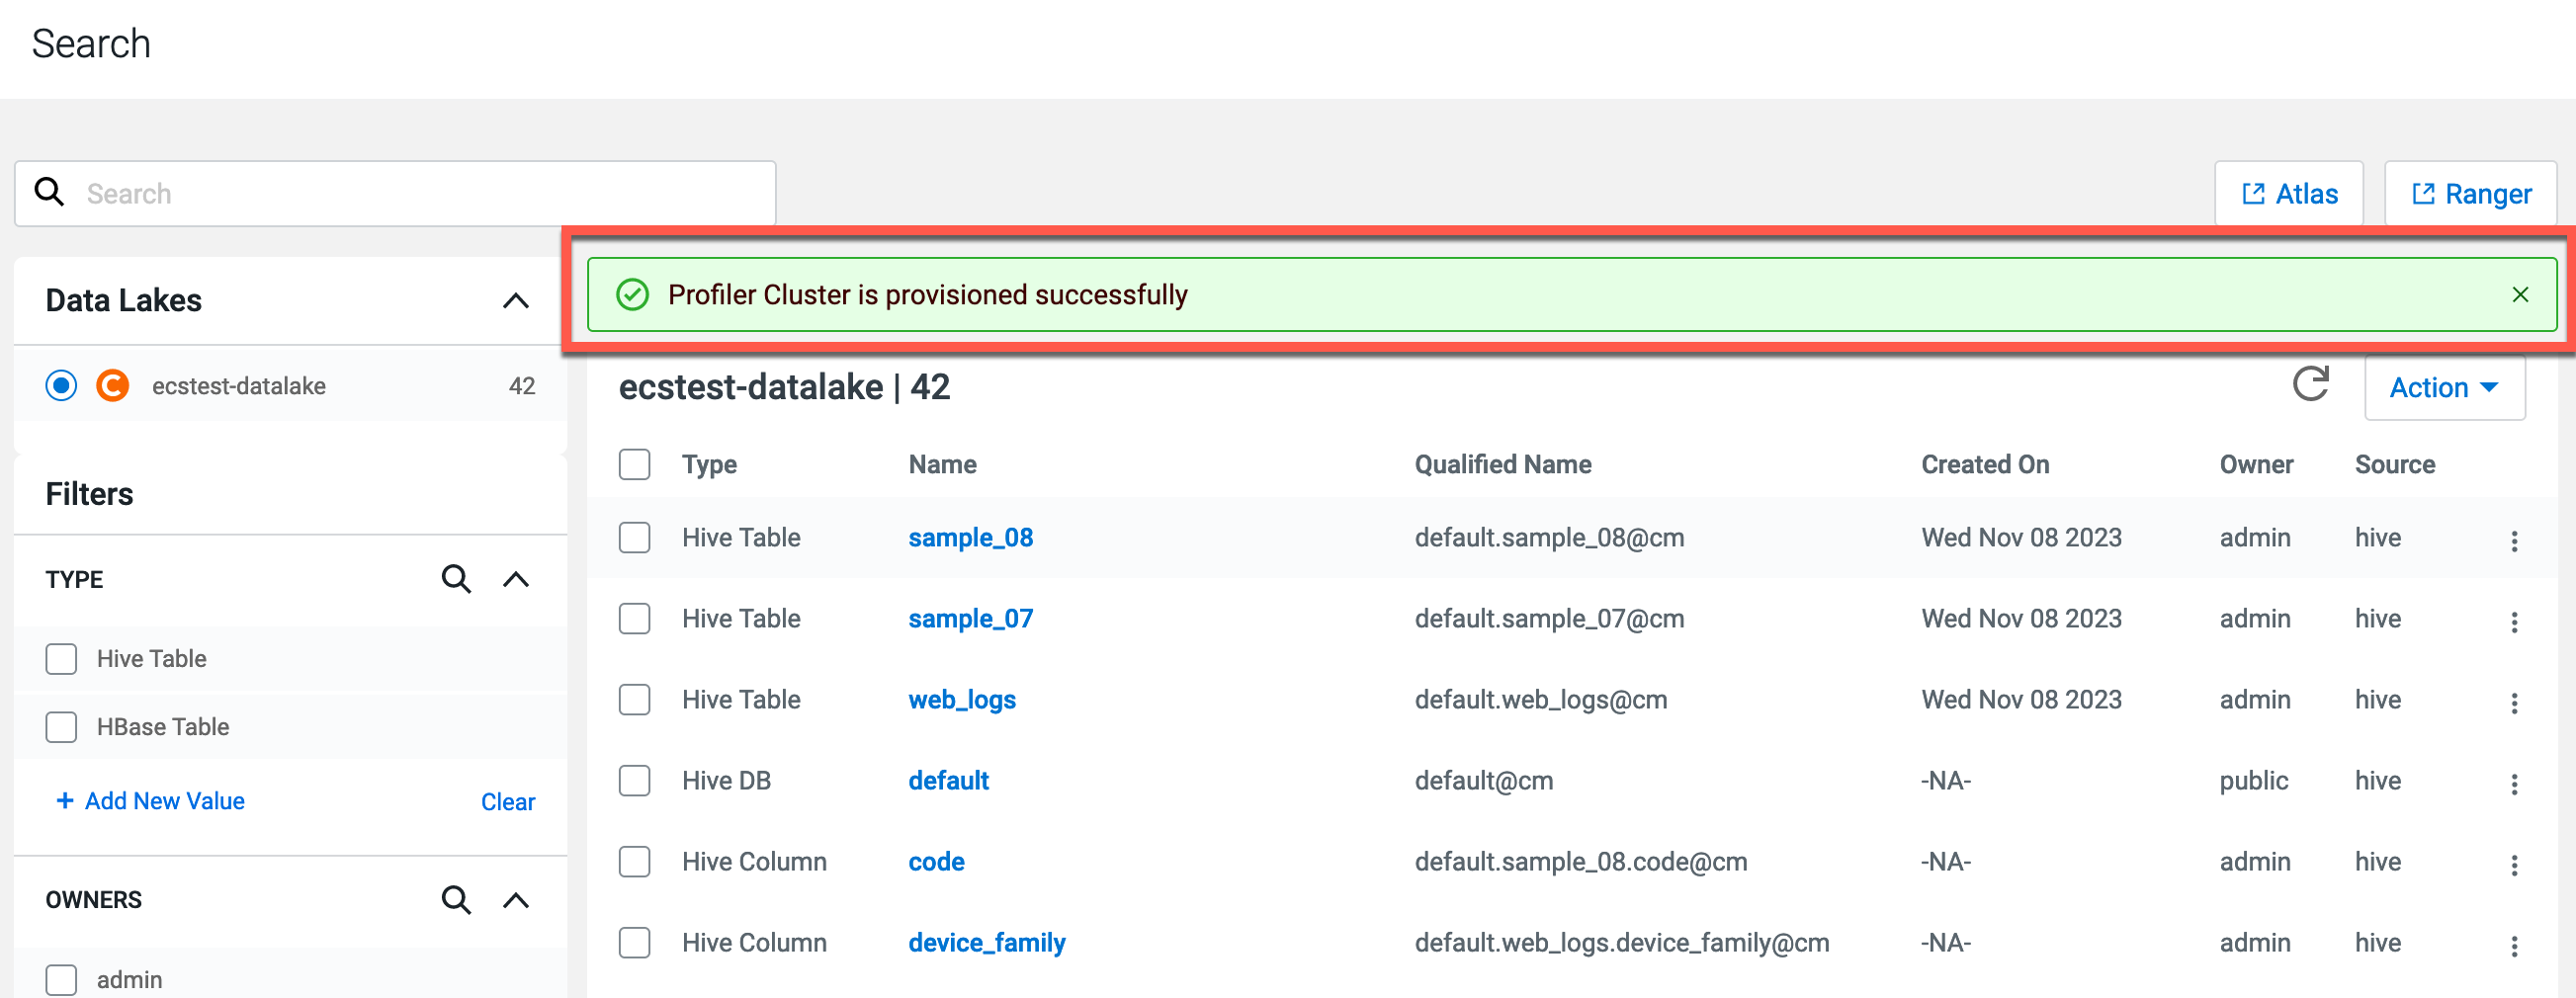 Search
Search
Atlas
Ranger
Profiler Cluster is provisioned successfully
Data Lakes
ecstest-datalake 42
Filters
TYPE
Hive Table
HBase Table
+ Add New Value Clear
OWNERS
admin
ecstest-datalake | 42
Action
Type Name Qualified Name Created On Owner Source
Hive Table sample_08 default.sample_08@cm Wed Nov 08 2023 admin hive
Hive Table sample_07 default.sample_07@cm Wed Nov 08 2023 admin hive
Hive Table web_logs default.web_logs@cm Wed Nov 08 2023 admin hive
Hive DB default default@cm -NA- public hive
Hive Column code default.sample_08.code@cm -NA- admin hive
Hive Column device_family default.web_logs.device_family@cm -NA- admin hive